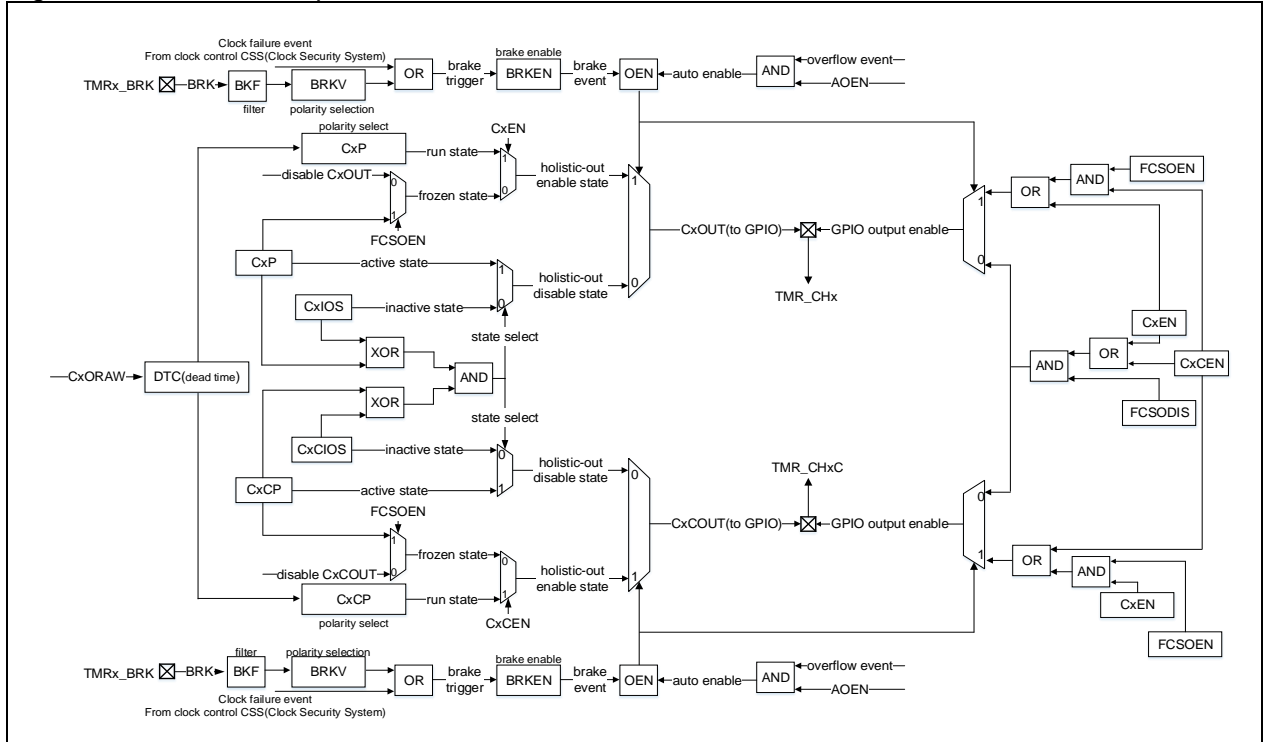 Clock failure event
From clock control CSS(Clock Security System)
TMRx_BRK
BRK
BKF
filter
BRKV
polarity selection
OR
brake
trigger
brake enable
BRKEN
brake
event
OEN
auto enable
AND
overflow event
AOEN
polarity select
CxP
run state
CxEN
1
0
disable CxOUT
0
1
frozen state
FCSOEN
holistic-out
enable state
1
0
CxP
active state
1
0
CxIOS
inactive state
holistic-out
disable state
state select
CxOUT(to GPIO)
GPIO output enable
TMR_CHx
1
0
OR
AND
FCSOEN
CxEN
OR
AND
CxCEN
FCSODIS
XOR
XOR
AND
CxORAW
DTC(dead time)
state select
CxCIOS
inactive state
0
1
CxCP
active state
holistic-out
disable state
0
1
FCSOEN
1
0
frozen state
disable CxCOUT
0
1
holistic-out
enable state
CxCP
run state
polarity select
CxCEN
TMR_CHxC
CxCOUT(to GPIO)
GPIO output enable
0
1
OR
AND
CxEN
FCSOEN
filter
polarity selection
TMRx_BRK
BRK
BKF
BRKV
OR
brake
trigger
brake enable
BRKEN
brake
event
OEN
auto enable
AND
overflow event
AOEN
Clock failure event
From clock control CSS(Clock Security System)